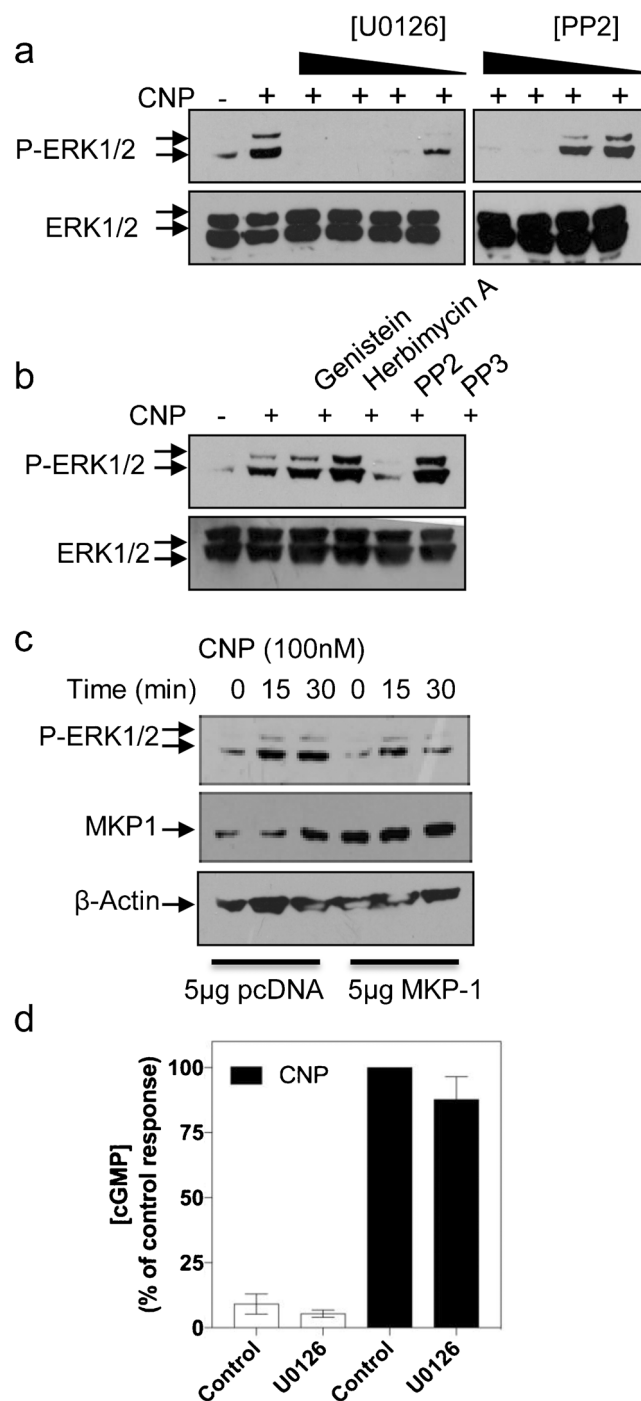 a
[U0126] [PP2]
CNP - + + + + + + + + +
P-ERK1/2
ERK1/2
b
Genistein Herbimycin A PP2 PP3
CNP - + + + + +
P-ERK1/2
ERK1/2
c
CNP (100nM)
Time (min) 0 15 30 0 15 30
P-ERK1/2
MKP1
β-Actin
5μg pcDNA 5μg MKP-1
d
100
75
50
25
0
[cGMP]
(% of control response)
CNP
Control U0126 Control U0126